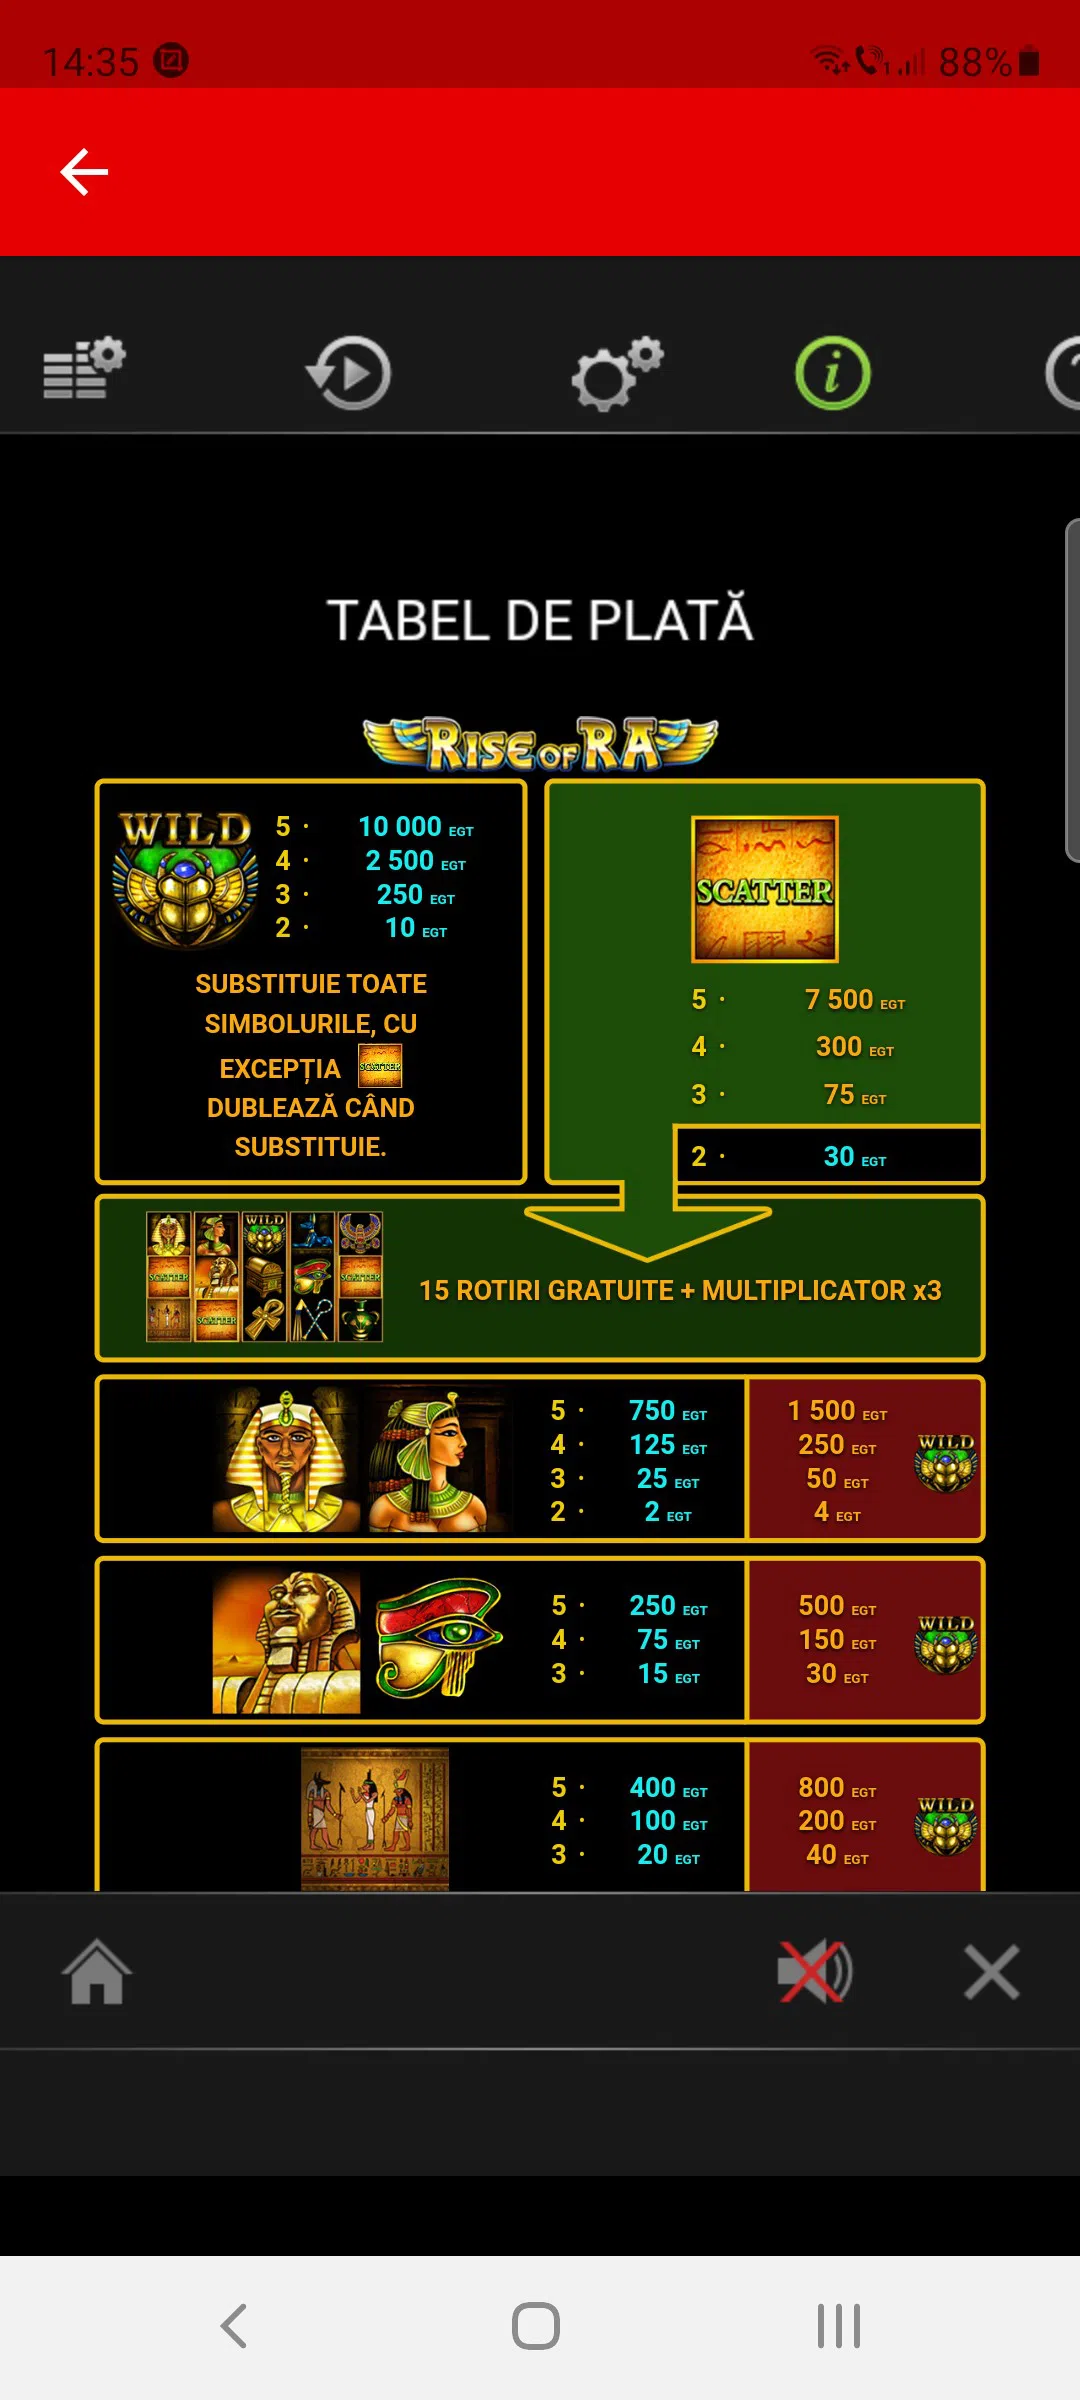 14:35
88%
TABEL DE PLATĂ
RISE OF RA
WILD
5 · 10 000 EGT
4 · 2 500 EGT
3 · 250 EGT
2 · 10 EGT
SUBSTITUIE TOATE
SIMBOLURILE, CU
EXCEPȚIA SCATTER
DUBLEAZĂ CÂND
SUBSTITUIE.
SCATTER
5 · 7 500 EGT
4 · 300 EGT
3 · 75 EGT
2 · 30 EGT
WILD
SCATTER SCATTER
SCATTER
15 ROTIRI GRATUITE + MULTIPLICATOR x3
5 · 750 EGT 1 500 EGT
4 · 125 EGT 250 EGT
WILD
3 · 25 EGT 50 EGT
2 · 2 EGT 4 EGT
5 · 250 EGT 500 EGT
WILD
4 · 75 EGT 150 EGT
3 · 15 EGT 30 EGT
5 · 400 EGT 800 EGT
WILD
4 · 100 EGT 200 EGT
3 · 20 EGT 40 EGT